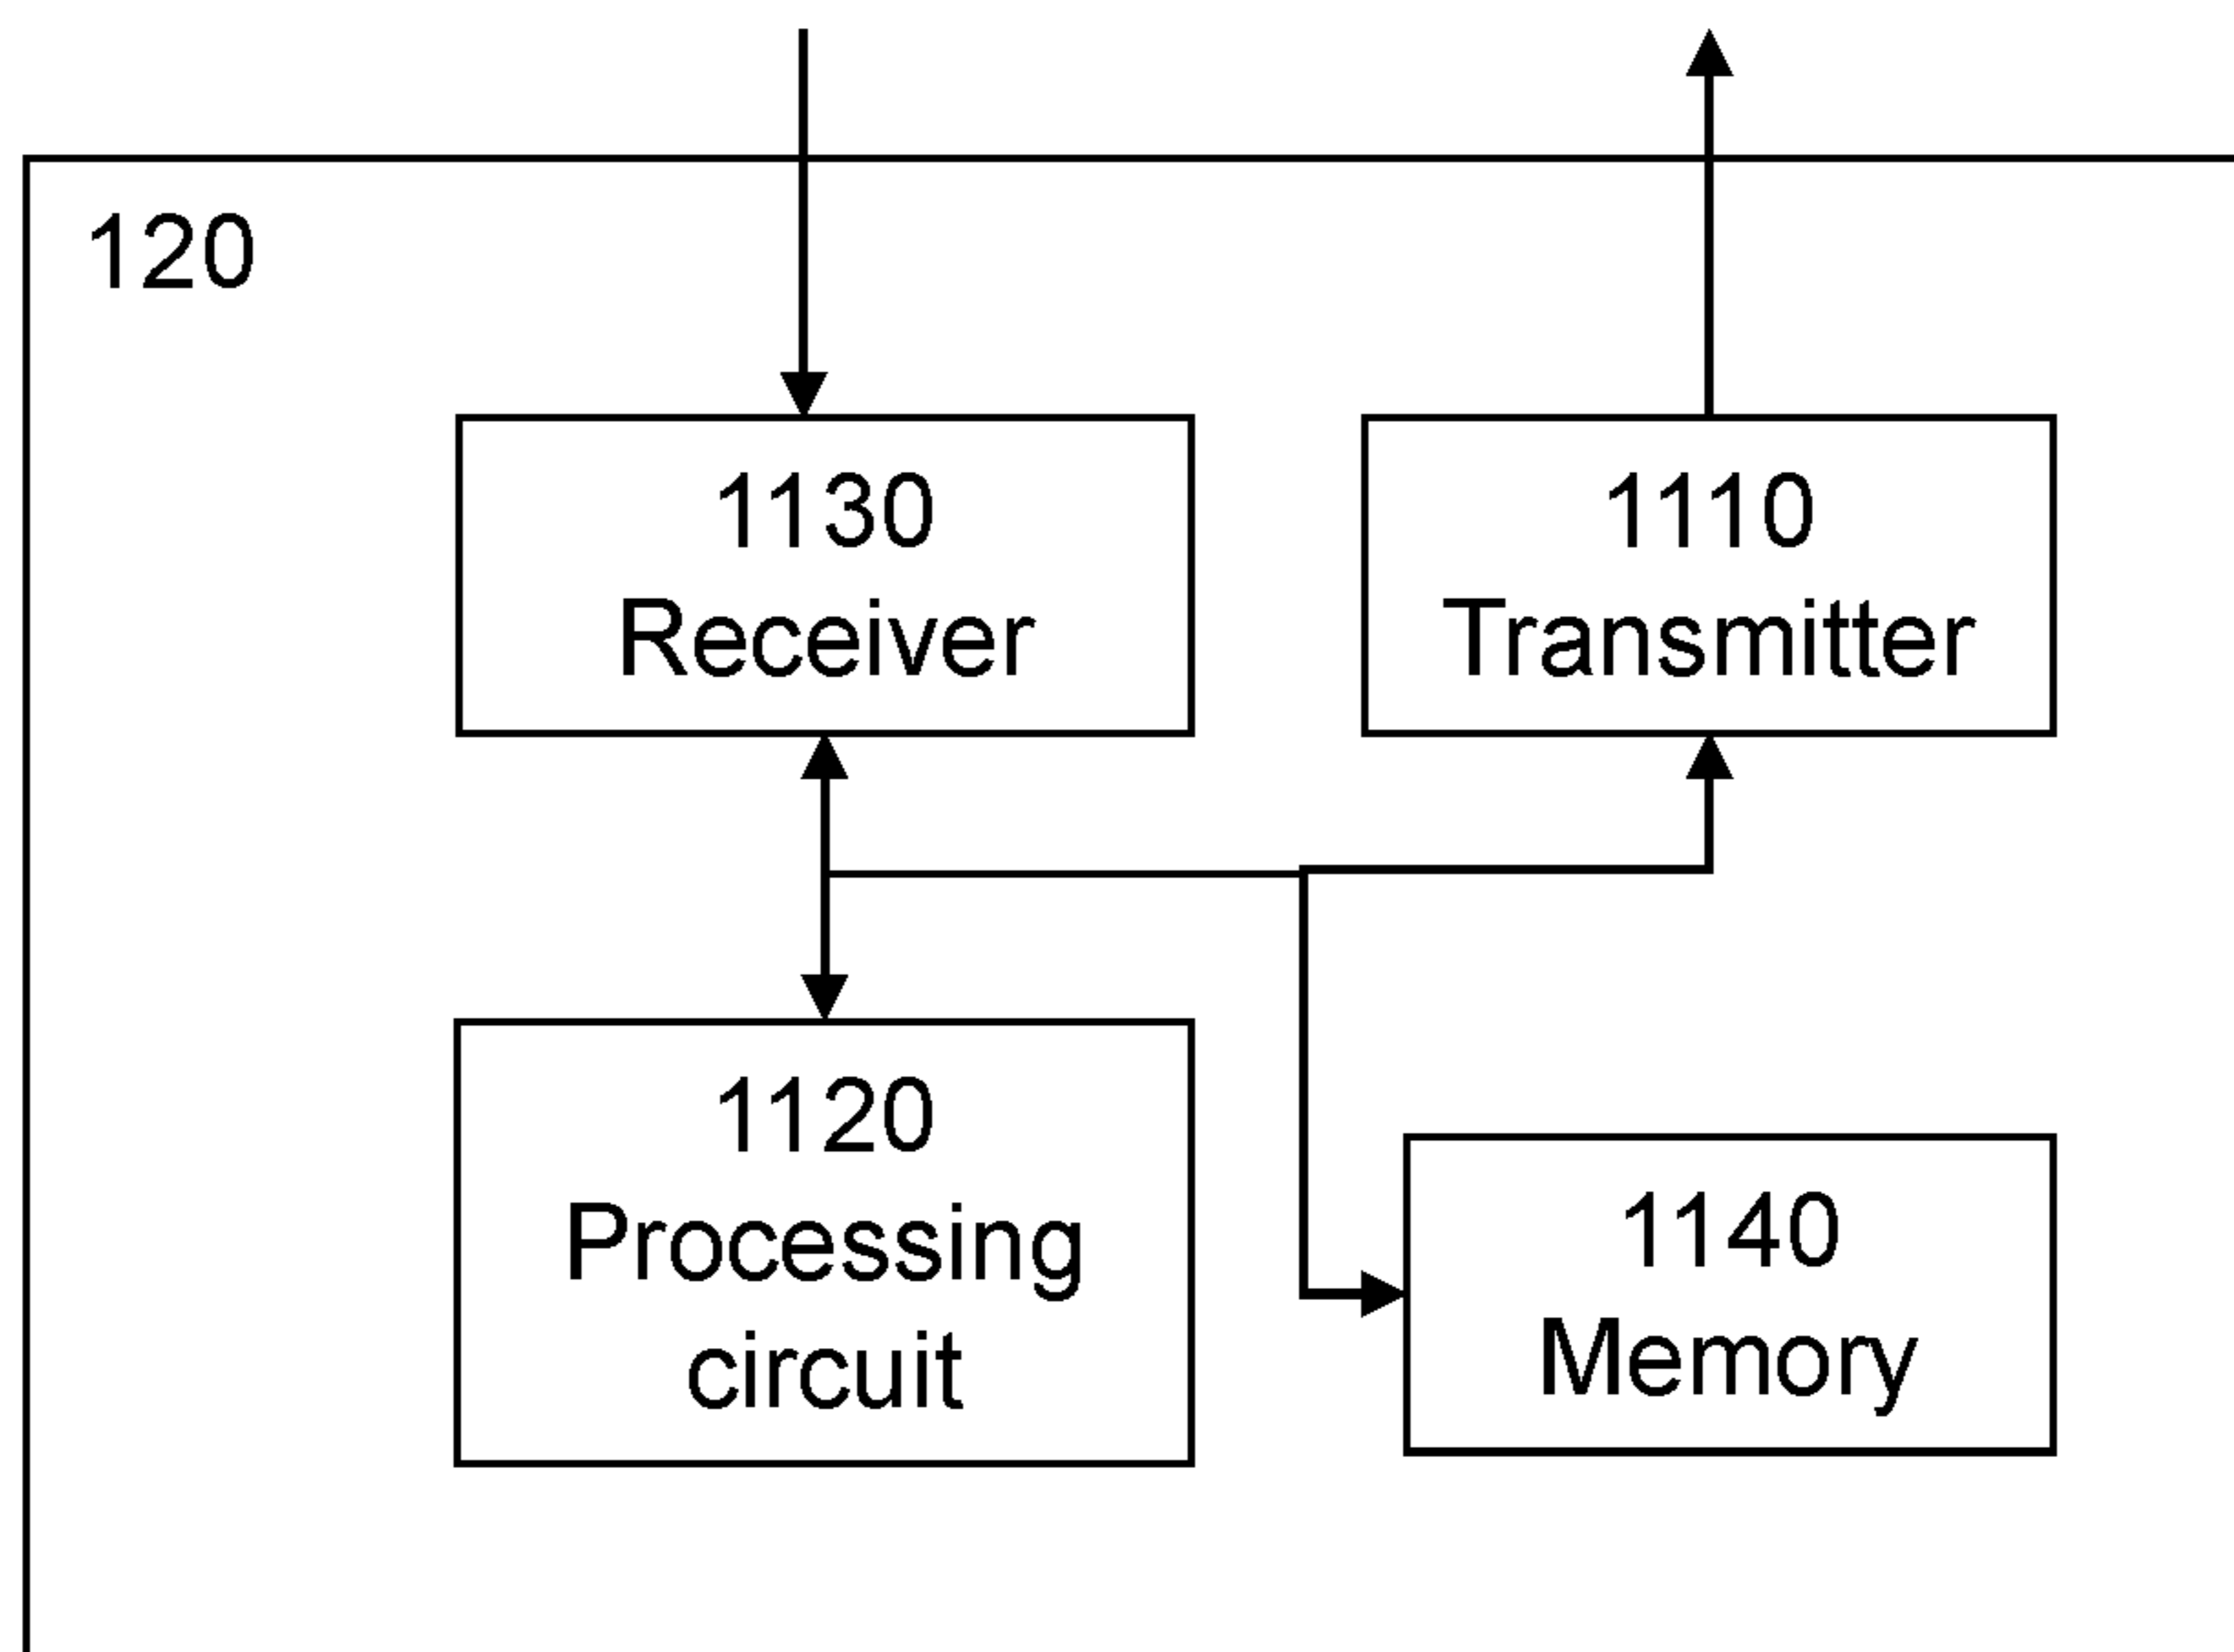 120
1130
Receiver
1110
Transmitter
1120
Processing
circuit
1140
Memory